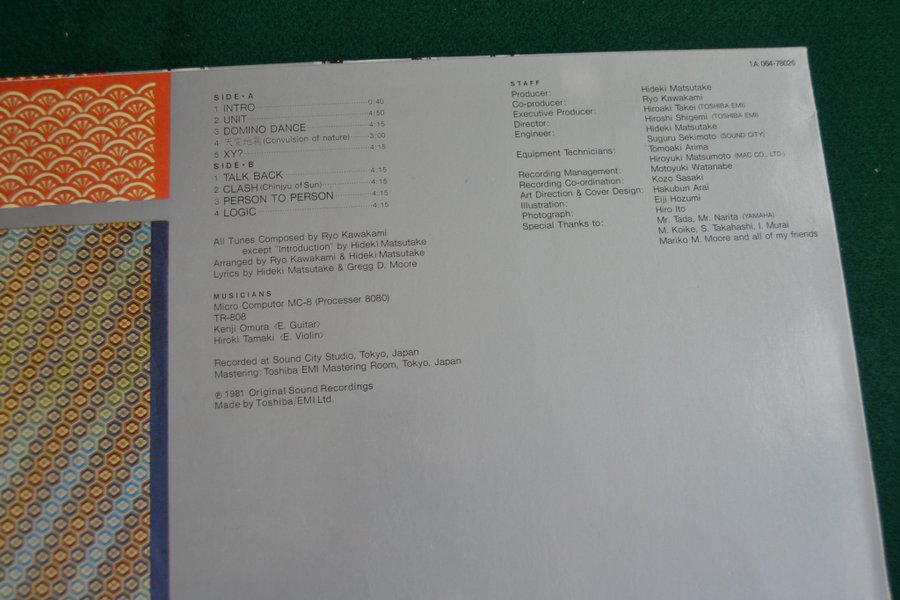 1A 064-78026
SIDE・A
1 INTRO 0:40
2 UNIT 4:50
3 DOMINO DANCE 4:15
4 天変地異 (Convulsion of nature) 3:00
5 XY? 4:15
SIDE・B
1 TALK BACK 4:15
2 CLASH (Chinjyu of Sun) 4:15
3 PERSON TO PERSON 4:15
4 LOGIC 4:15
All Tunes Composed by Ryo Kawakami
except "Introduction" by Hideki Matsutake
Arranged by Ryo Kawakami & Hideki Matsutake
Lyrics by Hideki Matsutake & Gregg D. Moore
MUSICIANS
Micro Computor MC-8 (Processer 8080)
TR-808
Kenji Omura 〈E. Guitar〉
Hiroki Tamaki 〈E. Violin〉
Recorded at Sound City Studio, Tokyo, Japan
Mastering: Toshiba EMI Mastering Room, Tokyo, Japan
℗ 1981 Original Sound Recordings
Made by Toshiba/EMI Ltd.
STAFF
Producer: Hideki Matsutake
Co-producer: Ryo Kawakami
Executive Producer: Hiroaki Takei (TOSHIBA EMI)
Director: Hiroshi Shigemi (TOSHIBA EMI)
Engineer: Hideki Matsutake
Suguru Sekimoto (SOUND CITY)
Equipment Technicians: Tomoaki Arima
Hiroyuki Matsumoto (MAC CO., LTD.)
Recording Management: Motoyuki Watanabe
Recording Co-ordination: Kozo Sasaki
Art Direction & Cover Design: Hakubun Arai
Illustration: Eiji Hozumi
Photograph: Hiro Ito
Special Thanks to: Mr. Tada, Mr. Narita (YAMAHA)
M. Koike, S. Takahashi, I. Murai
Mariko M. Moore and all of my friends